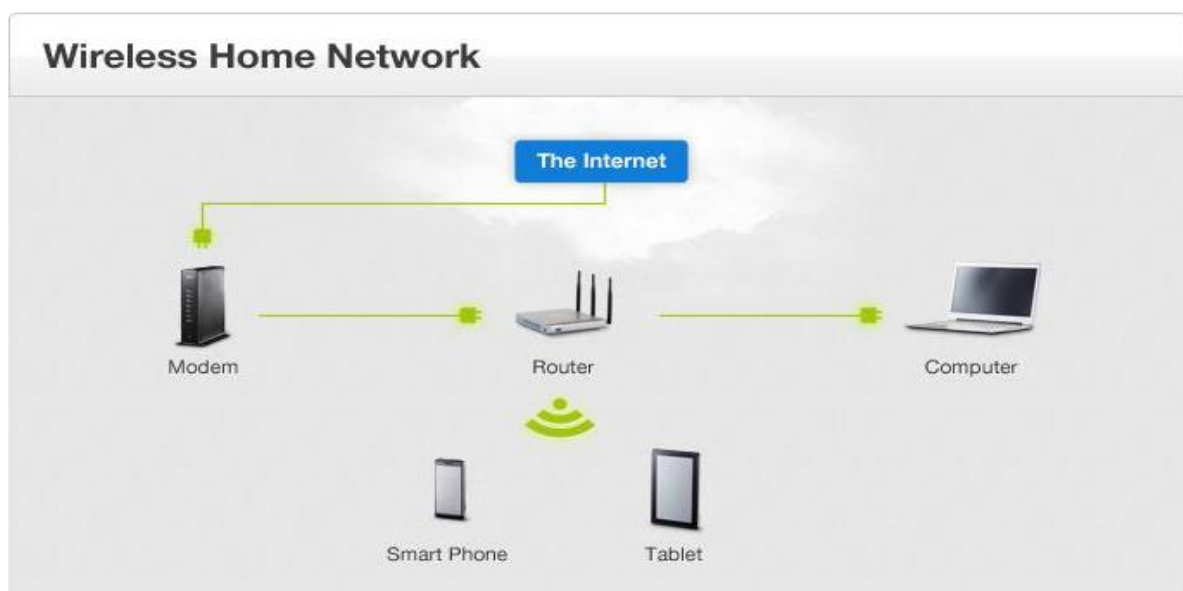 Wireless Home Network
The Internet
Modem
Router
Computer
Smart Phone
Tablet